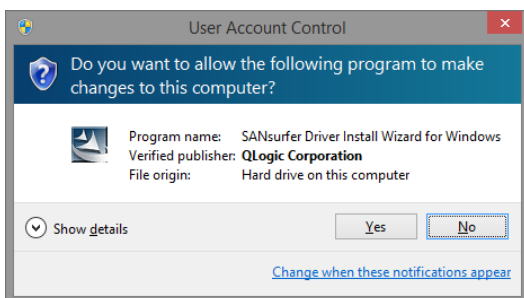 User Account Control
Do you want to allow the following program to make
changes to this computer?
Program name: SANsurfer Driver Install Wizard for Windows
Verified publisher: QLogic Corporation
File origin: Hard drive on this computer
Show details
Yes
No
Change when these notifications appear